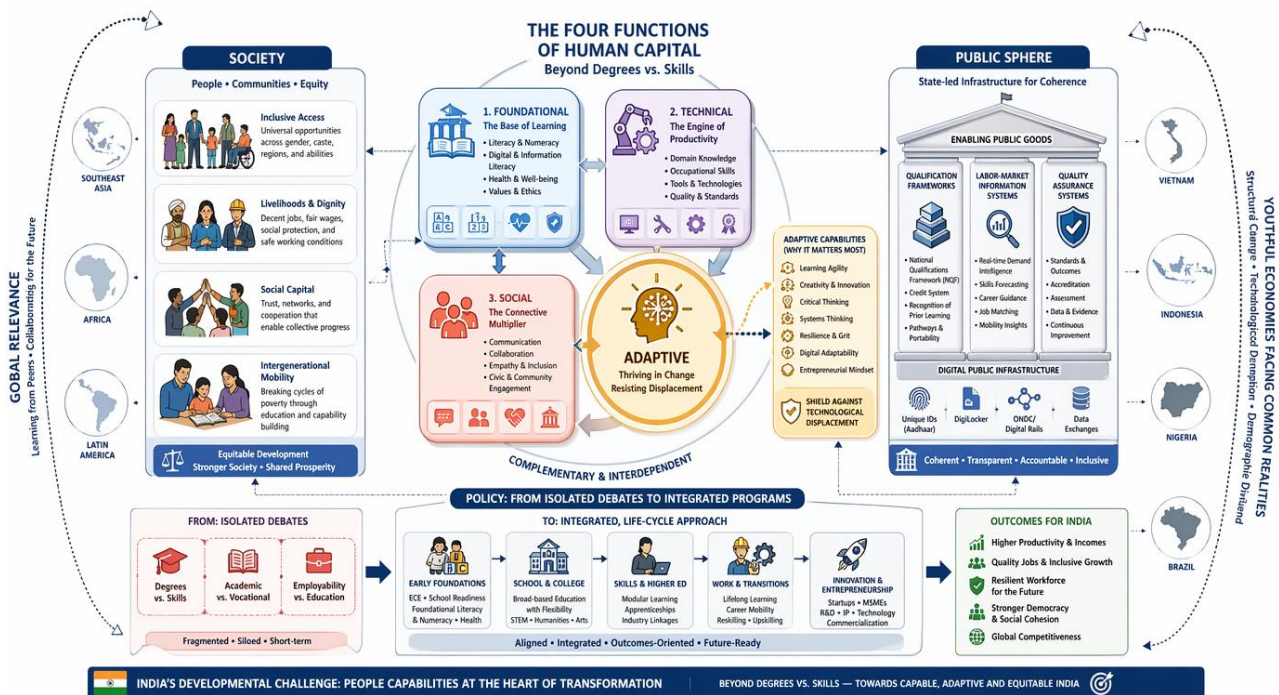 THE FOUR FUNCTIONS
OF HUMAN CAPITAL
Beyond Degrees vs. Skills
SOCIETY
People • Communities • Equity
Inclusive Access
Universal opportunities
across gender, caste,
regions, and abilities
Livelihoods & Dignity
Decent jobs, fair wages,
social protection, and
safe working conditions
Social Capital
Trust, networks, and
cooperation that
enable collective progress
Intergenerational
Mobility
Breaking cycles of
poverty through
education and capability
building
Equitable Development
Stronger Society • Shared Prosperity
GOBAL RELEVANCE
Learning from Peers • Collaborating for the Future
SOUTHEAST
ASIA
AFRICA
LATIN
AMERICA
1. FOUNDATIONAL
The Base of Learning
• Literacy & Numeracy
• Digital & Information
Literacy
• Health & Well-being
• Values & Ethics
2. TECHNICAL
The Engine of
Productivity
• Domain Knowledge
• Occupational Skills
• Tools & Technologies
• Quality & Standards
3. SOCIAL
The Connective
Multiplier
• Communication
• Collaboration
• Empathy & Inclusion
• Civic & Community
Engagement
ADAPTIVE
Thriving in Change
Resisting Displacement
COMPLEMENTARY & INTERDEPENDENT
ADAPTIVE CAPABILITIES
(WHY IT MATTERS MOST)
Learning Agility
Creativity & Innovation
Critical Thinking
Systems Thinking
Resilience & Grit
Digital Adaptability
Entrepreneurial Mindset
SHIELD AGAINST
TECHNOLOGICAL
DISPLACEMENT
PUBLIC SPHERE
State-led Infrastructure for Coherence
ENABLING PUBLIC GOODS
QUALIFICATION
FRAMEWORKS
• National
Qualifications
Framework (NQF)
• Credit System
• Recognition of
Prior Learning
• Pathways &
Portability
LABOR-MARKET
INFORMATION
SYSTEMS
• Real-time Demand
Intelligence
• Skills Forecasting
• Career Guidance
• Job Matching
• Mobility Insights
QUALITY
ASSURANCE
SYSTEMS
• Standards &
Outcomes
• Accreditation
• Assessment
• Data & Evidence
• Continuous
Improvement
DIGITAL PUBLIC INFRASTRUCTURE
Unique IDs
(Aadhaar)
DigiLocker
ONDC/
Digital Rails
Data
Exchanges
Coherent • Transparent • Accountable • Inclusive
VIETNAM
INDONESIA
NIGERIA
BRAZIL
YOUTHFUL ECONOMIES FACING COMMON REALITIES
Structural Change • Technological
Demographic Dividend
POLICY: FROM ISOLATED DEBATES TO INTEGRATED PROGRAMS
FROM: ISOLATED DEBATES
Degrees
vs. Skills
Academic
vs. Vocational
Employability
vs. Education
Fragmented • Siloed • Short-term
TO: INTEGRATED, LIFE-CYCLE APPROACH
EARLY FOUNDATIONS
ECE • School Readiness
Foundational Literacy
& Numeracy • Health
SCHOOL & COLLEGE
Broad-based Education
with Flexibility
STEM • Humanities • Arts
SKILLS & HIGHER ED
Modular Learning
Apprenticeships
Industry Linkages
WORK & TRANSITIONS
Lifelong Learning
Career Mobility
Reskilling • Upskilling
INNOVATION &
ENTREPRENEURSHIP
Startups • MSMEs
R&D • IP • Technology
Commercialization
Aligned • Integrated • Outcomes-Oriented • Future-Ready
OUTCOMES FOR INDIA
Higher Productivity & Incomes
Quality Jobs & Inclusive Growth
Resilient Workforce
for the Future
Stronger Democracy
& Social Cohesion
Global Competitiveness
INDIA'S DEVELOPMENTAL CHALLENGE: PEOPLE CAPABILITIES AT THE HEART OF TRANSFORMATION
BEYOND DEGREES VS. SKILLS — TOWARDS CAPABLE, ADAPTIVE AND EQUITABLE INDIA